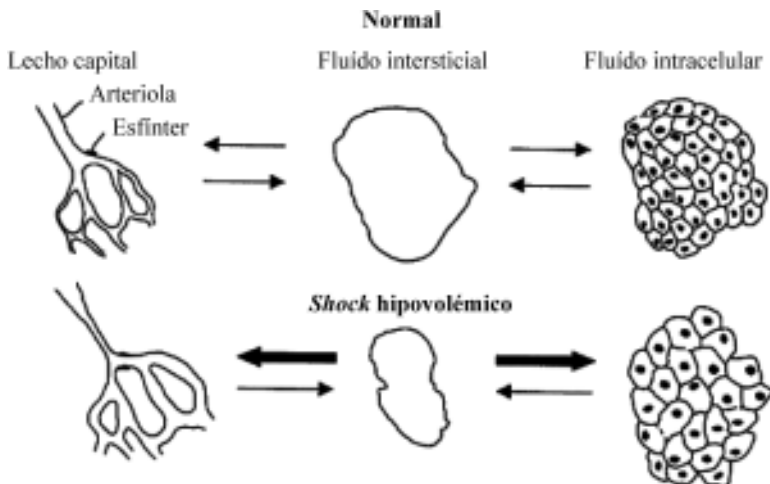 Normal
Lecho capital
Fluído intersticial
Fluído intracelular
Arteriola
Esfínter
Shock hipovolémico